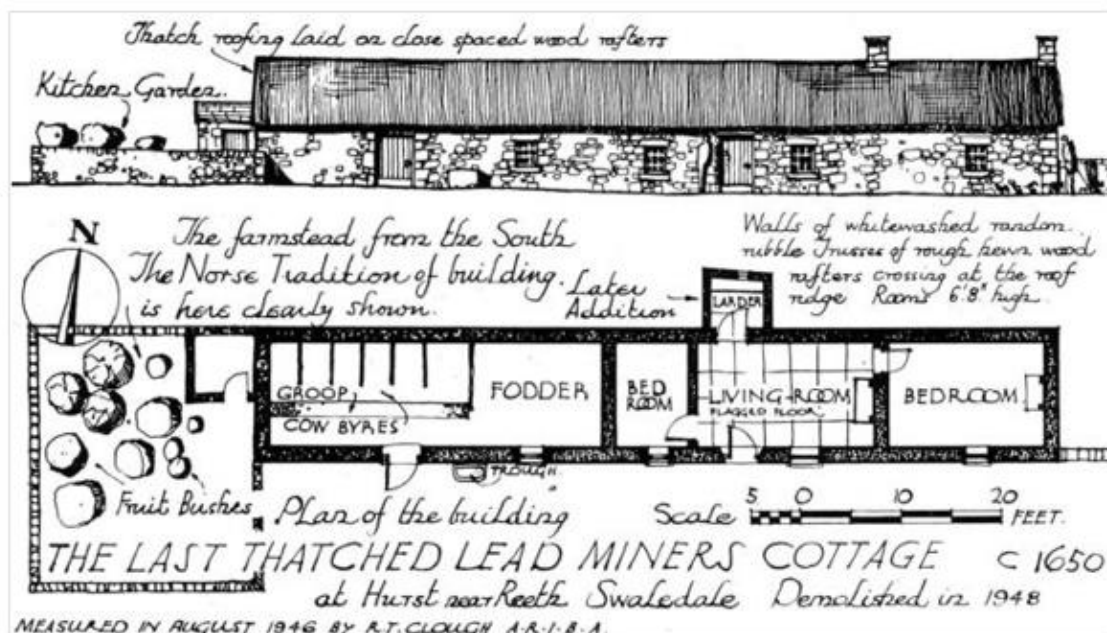 Thatch roofing laid on close spaced wood rafters
Kitchen Garden.
N
The farmstead from the South
The Norse Tradition of building.
is here clearly shown.
Later
Addition
Walls of whitewashed random
rubble Trusses of rough hewn wood
rafters crossing at the roof
ridge Rooms 6'8" high.
LARDER
GROOP
COW BYRES
FODDER
BED
ROOM
LIVING-ROOM
FLAGGED FLOOR
BEDROOM
TROUGH.
Fruit Bushes
Plan of the building
Scale
5 0 10 20
FEET.
THE LAST THATCHED LEAD MINERS COTTAGE C 1650
at Hurst near Reeth Swaledale Demolished in 1948
MEASURED IN AUGUST 1946 BY R.T. CLOUGH A.R.I.B.A.